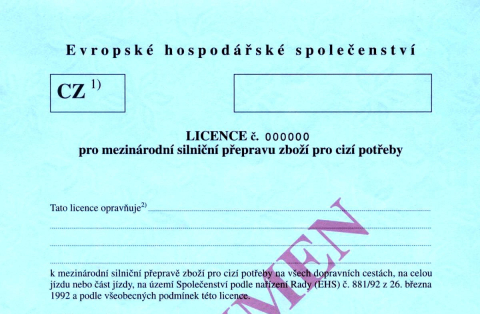 Evropské hospodářské společenství
CZ 1)
LICENCE č. 000000
pro mezinárodní silniční přepravu zboží pro cizí potřeby
Tato licence opravňuje2)
k mezinárodní silniční přepravě zboží pro cizí potřeby na všech dopravních cestách, na celou
jízdu nebo část jízdy, na území Společenství podle nařízení Rady (EHS) č. 881/92 z 26. března
1992 a podle všeobecných podmínek této licence.
IMEN